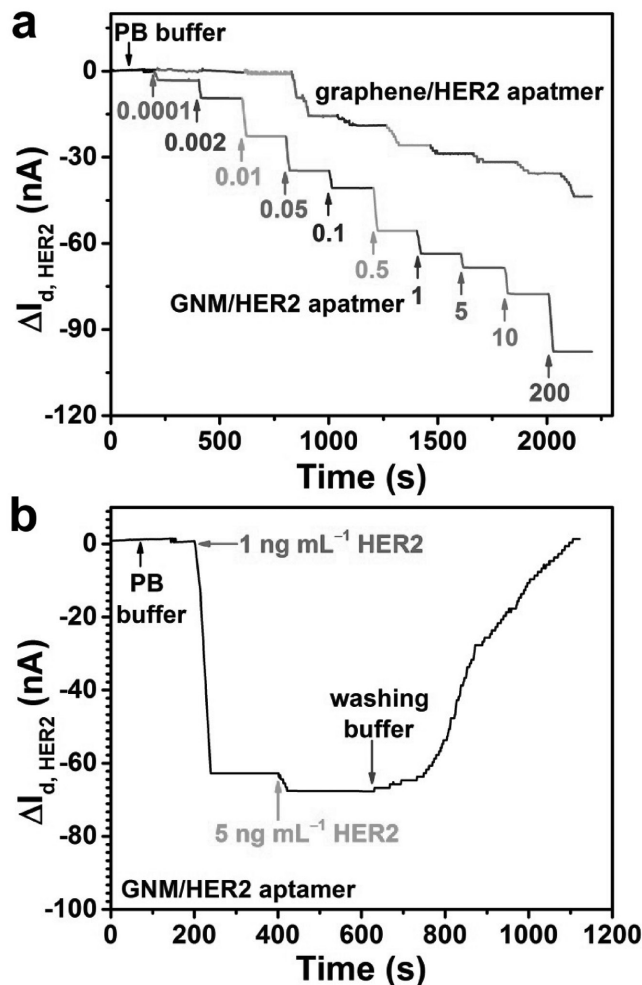 a
PB buffer
graphene/HER2 apatmer
0.0001
0.002
0.01
0.05
0.1
0.5
1
5
10
200
GNM/HER2 apatmer
0
-30
-60
-90
-120
ΔI d, HER2 (nA)
0 500 1000 1500 2000
Time (s)
b
1 ng mL⁻¹ HER2
PB
buffer
washing
buffer
5 ng mL⁻¹ HER2
GNM/HER2 aptamer
0
-20
-40
-60
-80
-100
ΔI d, HER2 (nA)
0 200 400 600 800 1000 1200
Time (s)